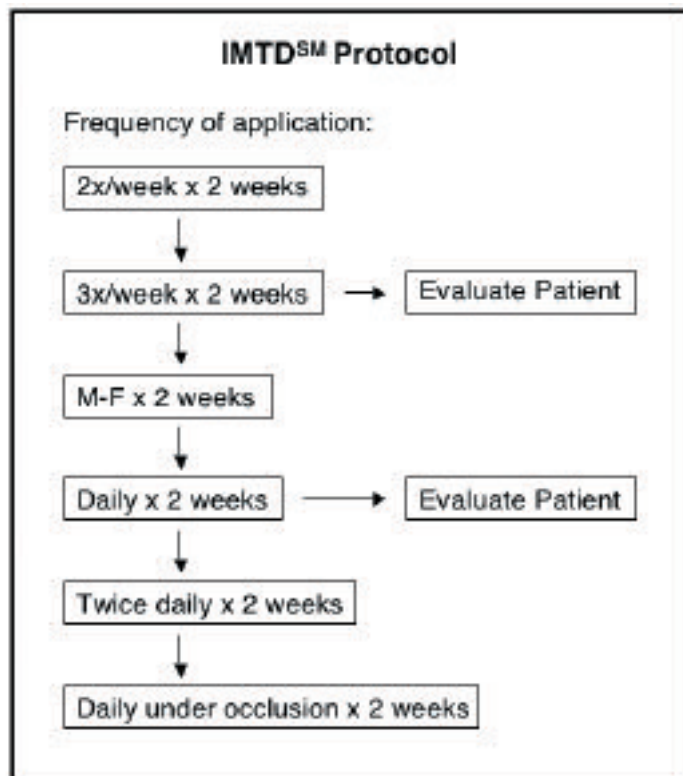 IMTD℠ Protocol
Frequency of application:
2x/week x 2 weeks
3x/week x 2 weeks
Evaluate Patient
M-F x 2 weeks
Daily x 2 weeks
Evaluate Patient
Twice daily x 2 weeks
Daily under occlusion x 2 weeks